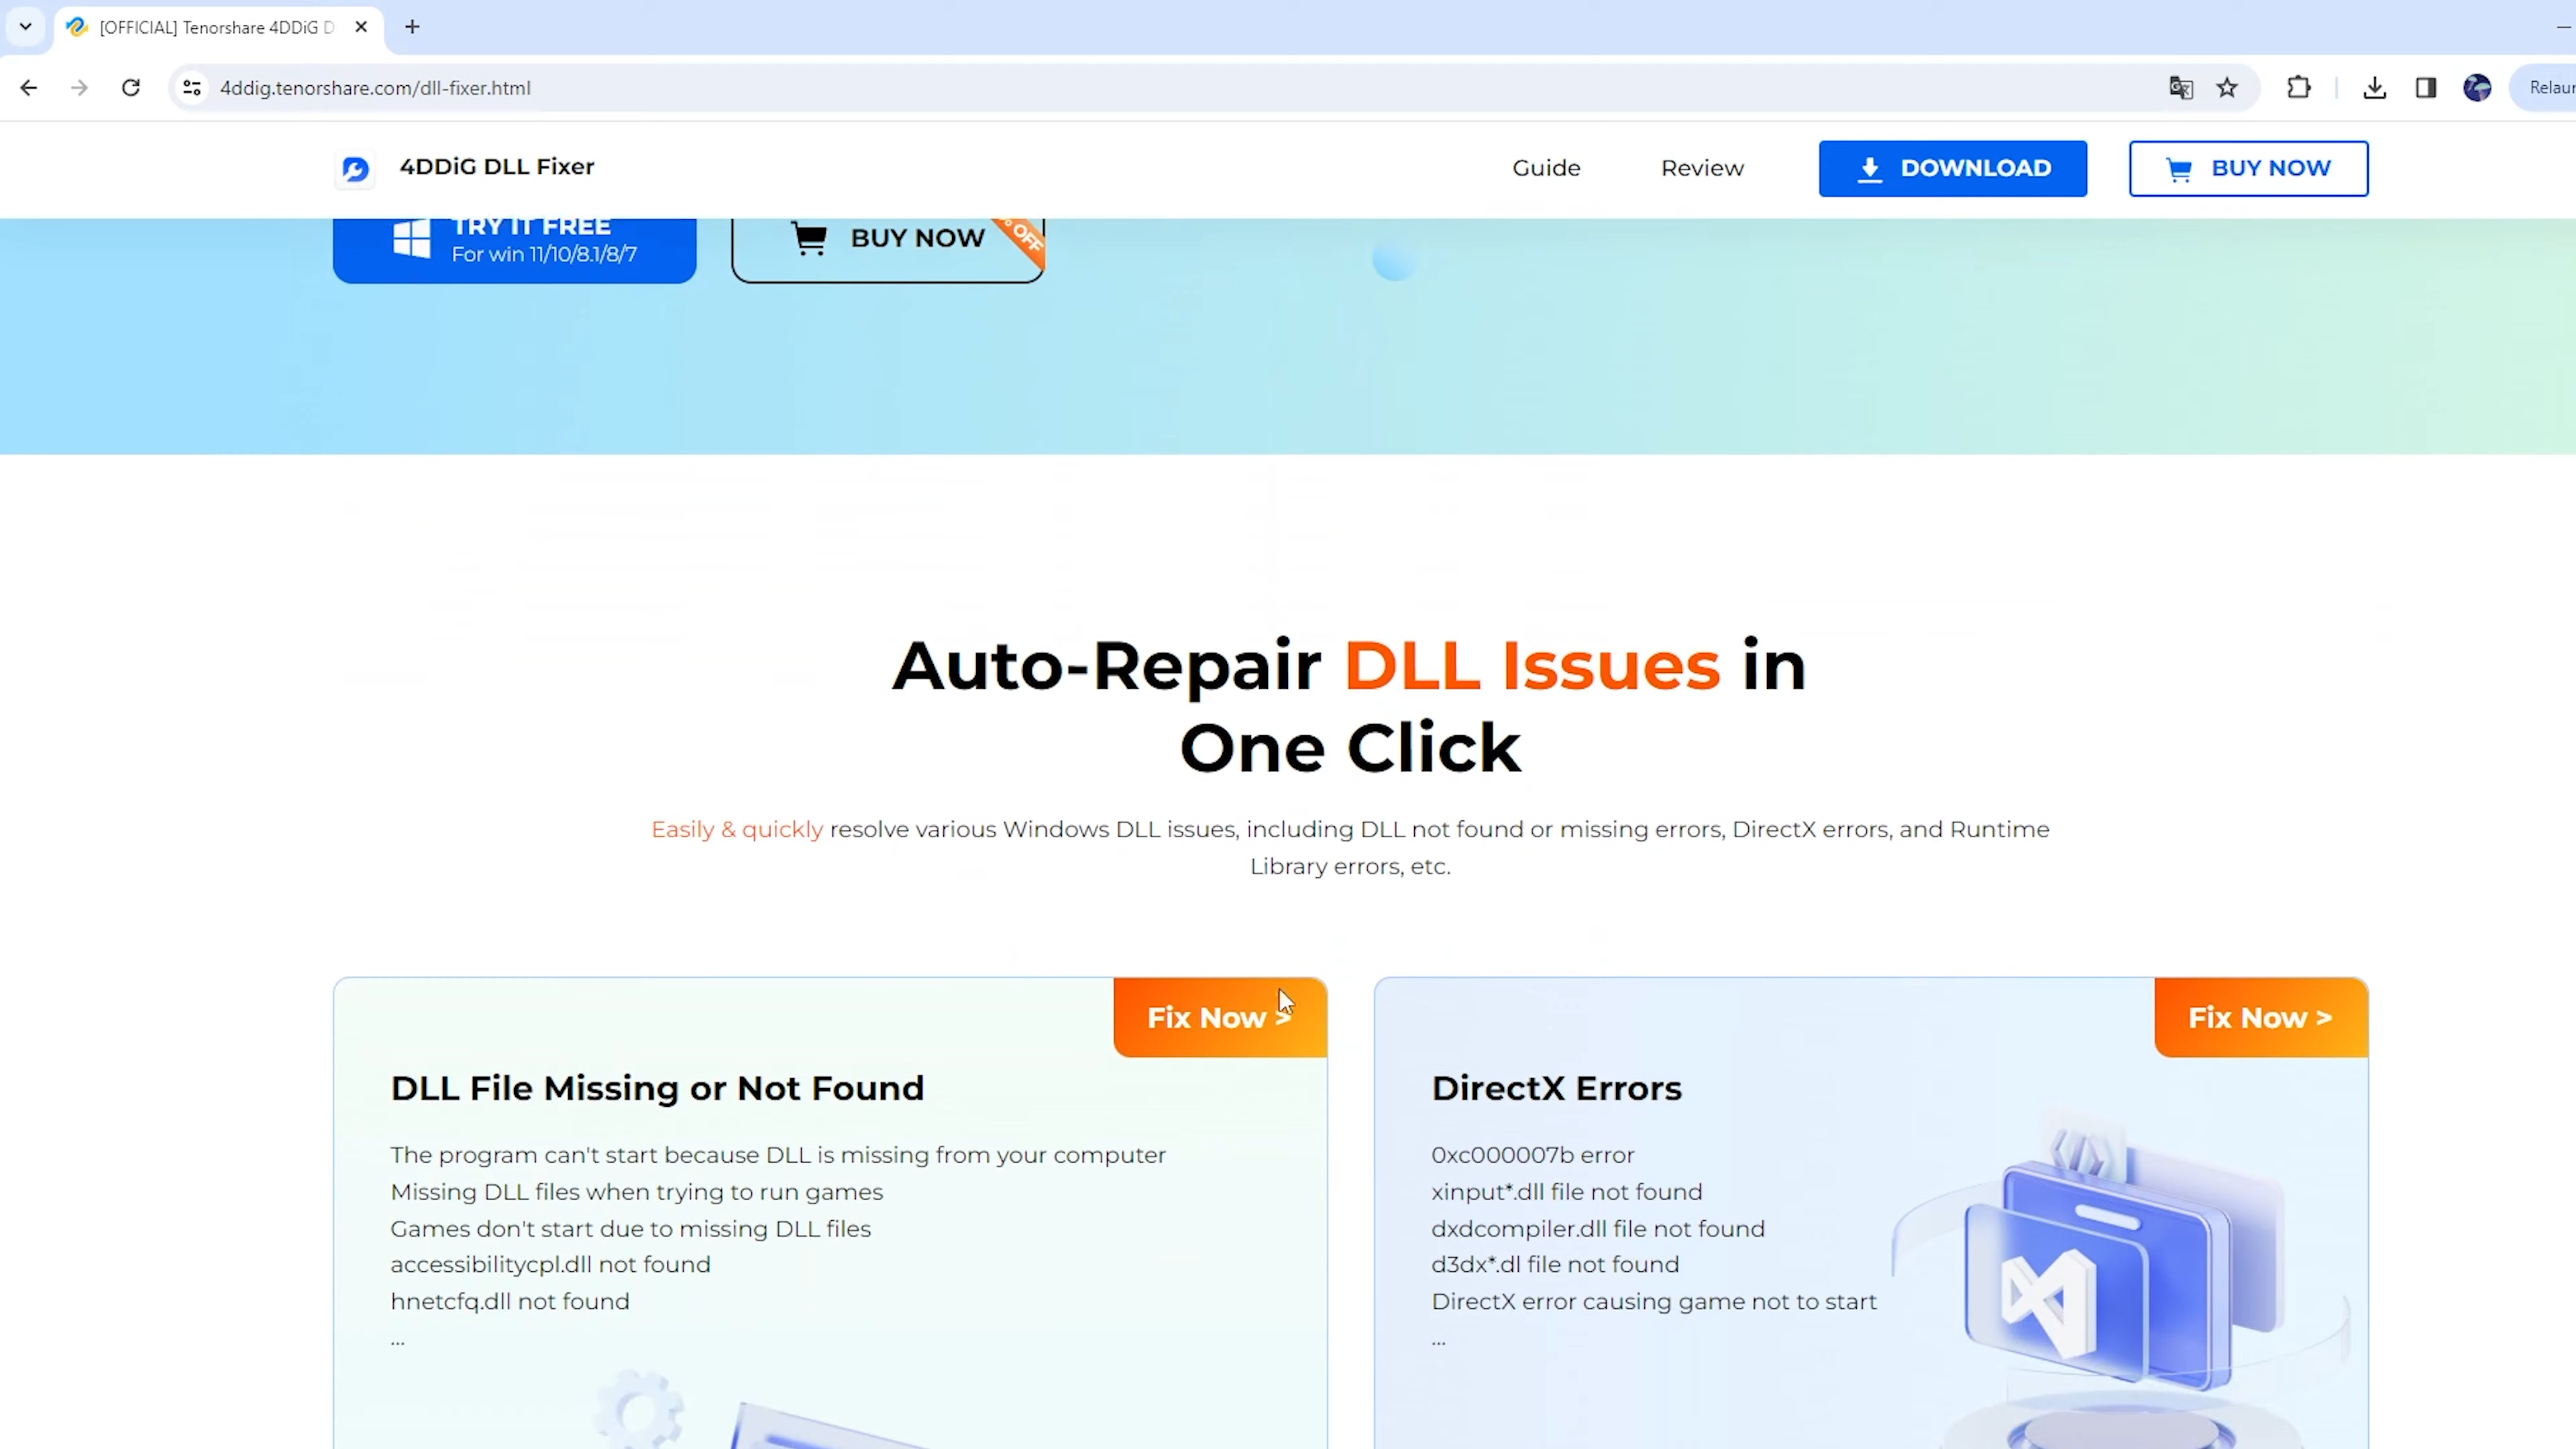 [OFFICIAL] Tenorshare 4DDiG D
4ddig.tenorshare.com/dll-fixer.html
Relaun
4DDiG DLL Fixer
Guide
Review
DOWNLOAD
BUY NOW
TRY IT FREE
For win 11/10/8.1/8/7
BUY NOW
% OFF
Auto-Repair DLL Issues in
One Click
Easily & quickly resolve various Windows DLL issues, including DLL not found or missing errors, DirectX errors, and Runtime
Library errors, etc.
Fix Now >
DLL File Missing or Not Found
The program can't start because DLL is missing from your computer
Missing DLL files when trying to run games
Games don't start due to missing DLL files
accessibilitycpl.dll not found
hnetcfq.dll not found
...
Fix Now >
DirectX Errors
0xc000007b error
xinput*.dll file not found
dxdcompiler.dll file not found
d3dx*.dl file not found
DirectX error causing game not to start
...